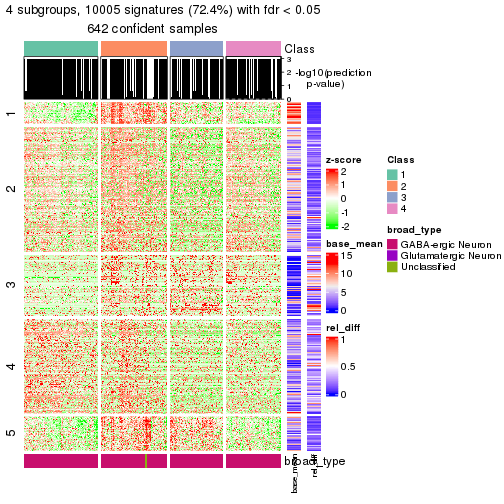 4 subgroups, 10005 signatures (72.4%) with fdr < 0.05
642 confident samples
Class
3
2
1
0
-log10(prediction
p-value)
1
2
3
4
5
z-score
2
1
0
-1
-2
base_mean
15
10
5
0
rel_diff
1
0.5
0
Class
1
2
3
4
broad_type
GABA-ergic Neuron
Glutamatergic Neuron
Unclassified
broad_type
base_mean
rel_diff